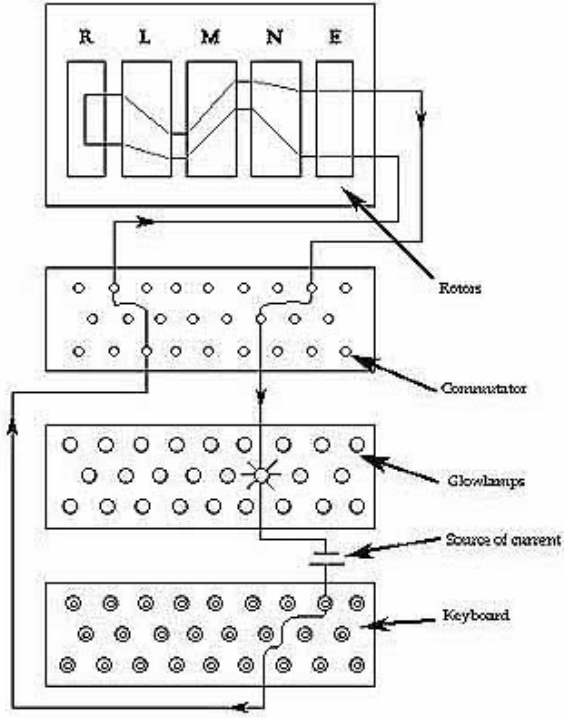 R L M N E
Rotors
Commutator
Glowlamps
Source of current
Keyboard